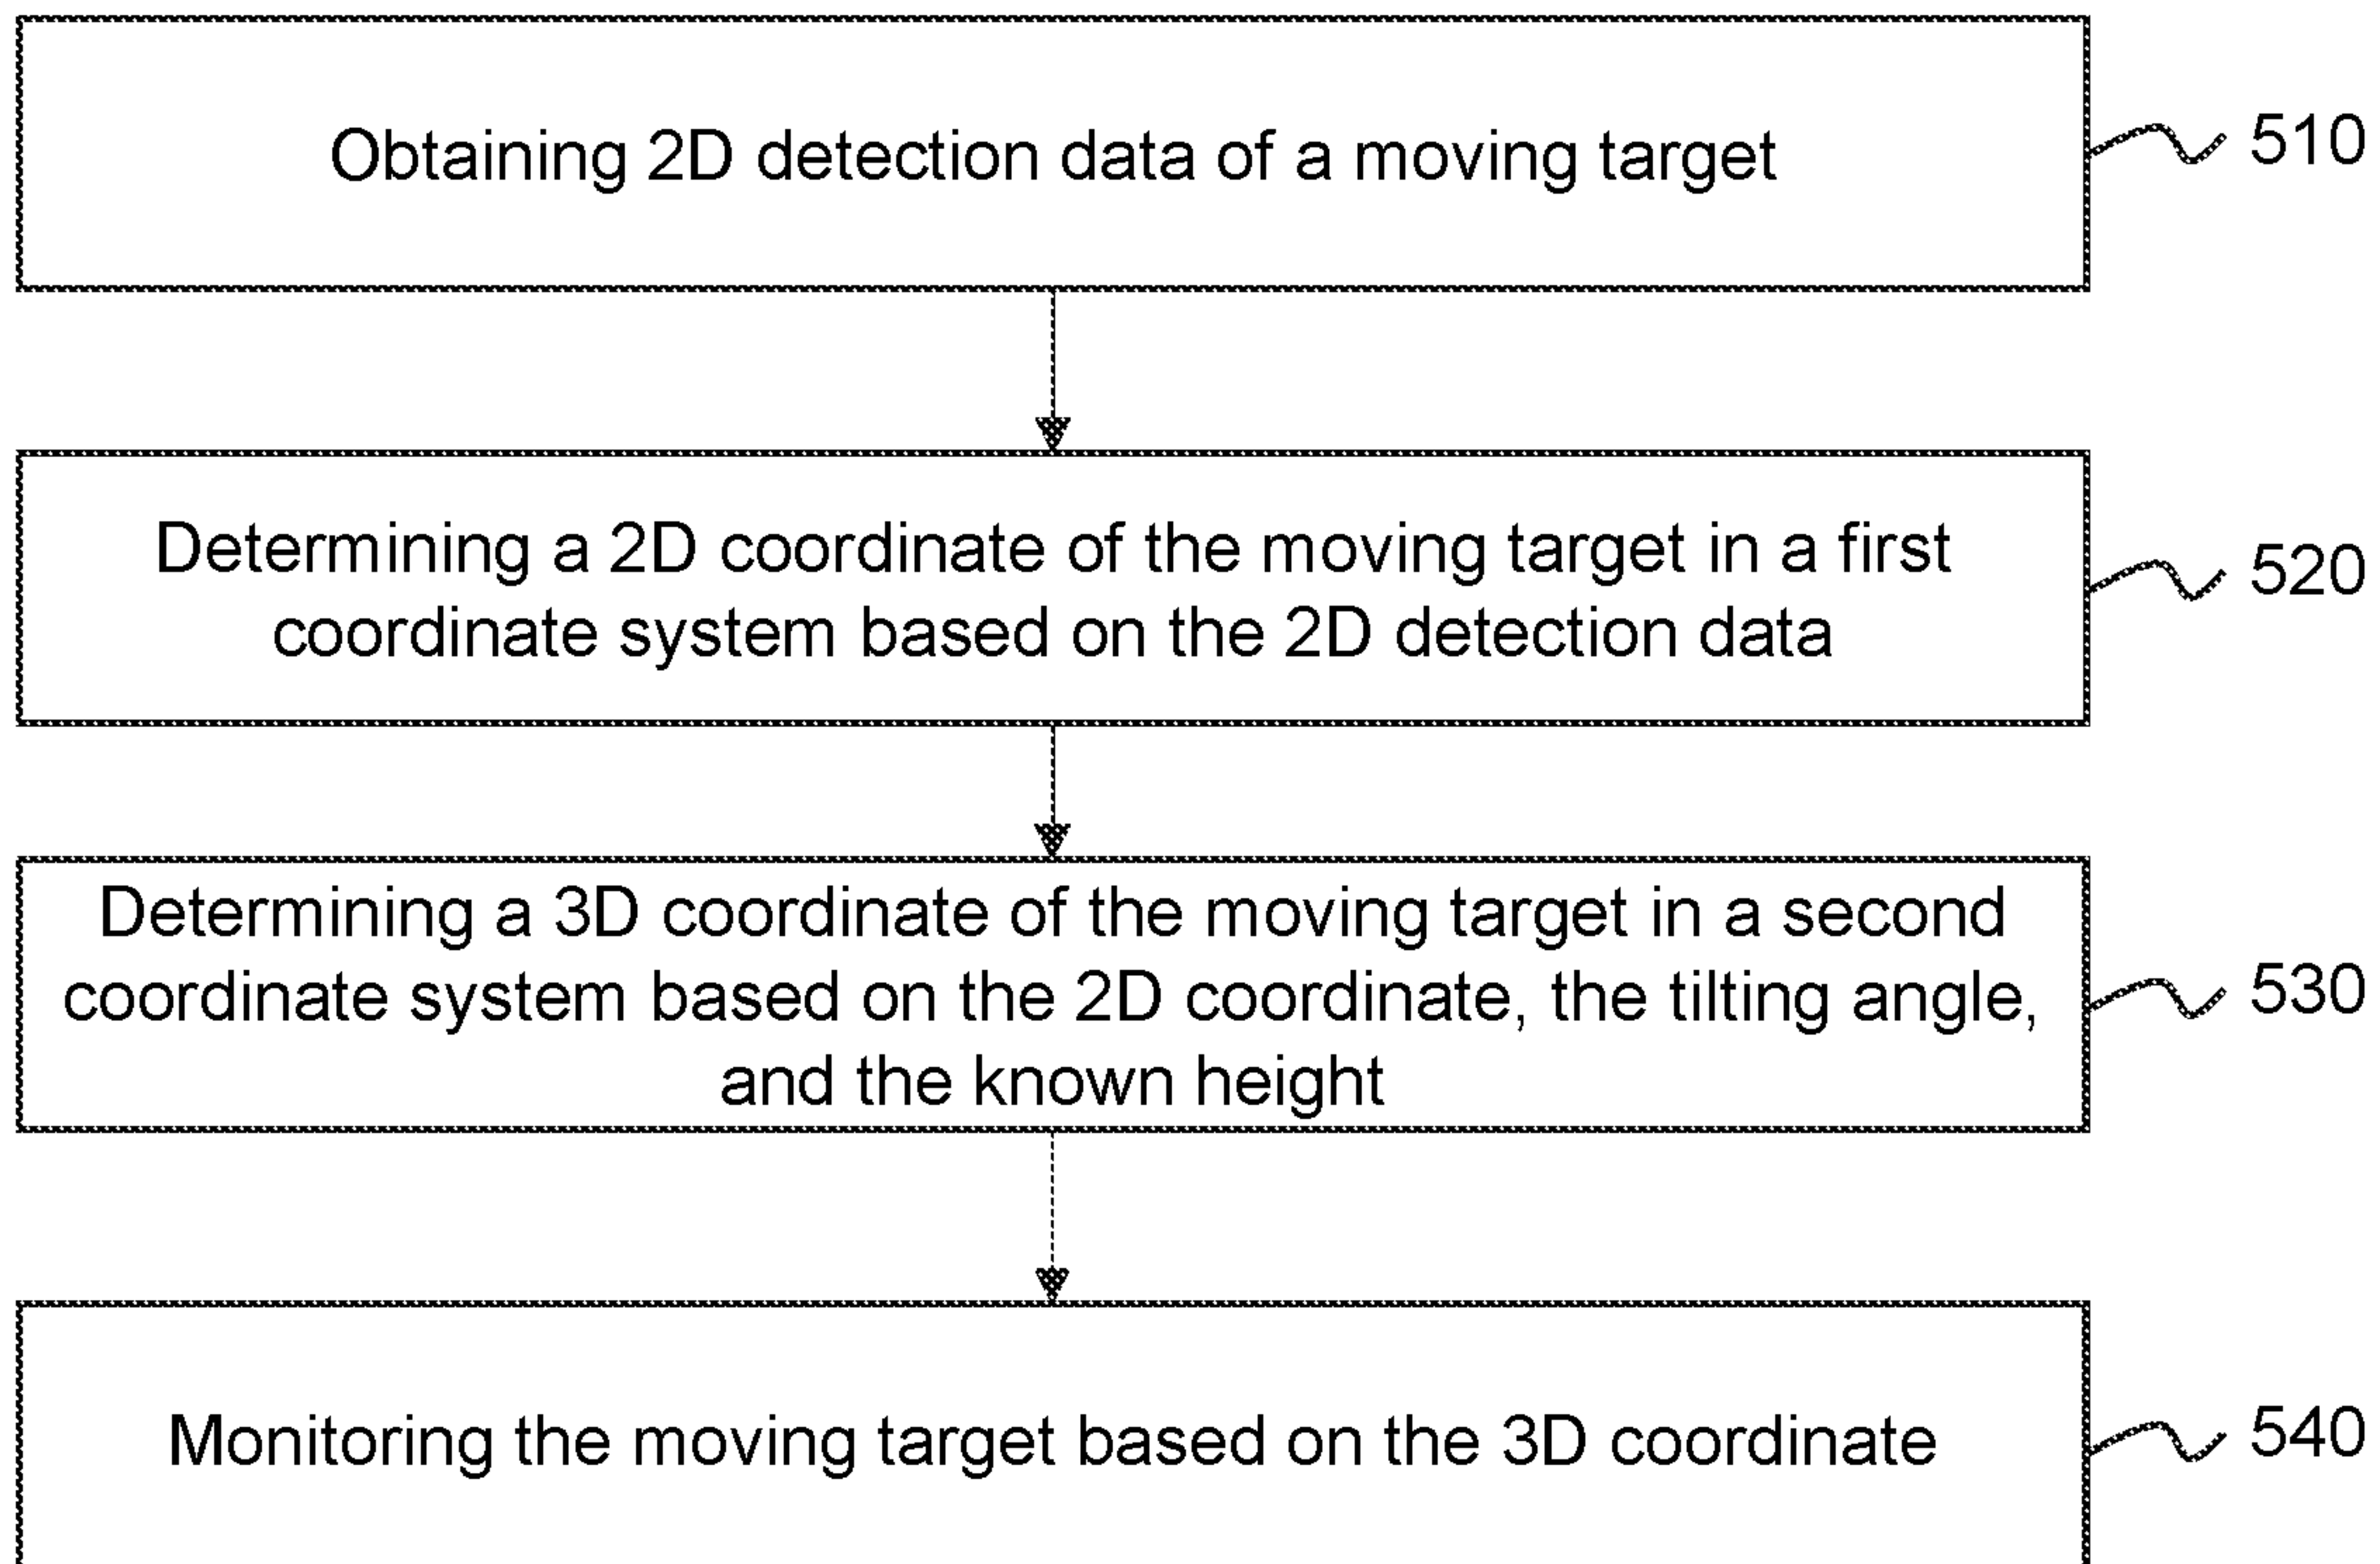 Obtaining 2D detection data of a moving target
510
Determining a 2D coordinate of the moving target in a first
coordinate system based on the 2D detection data
520
Determining a 3D coordinate of the moving target in a second
coordinate system based on the 2D coordinate, the tilting angle,
and the known height
530
Monitoring the moving target based on the 3D coordinate
540